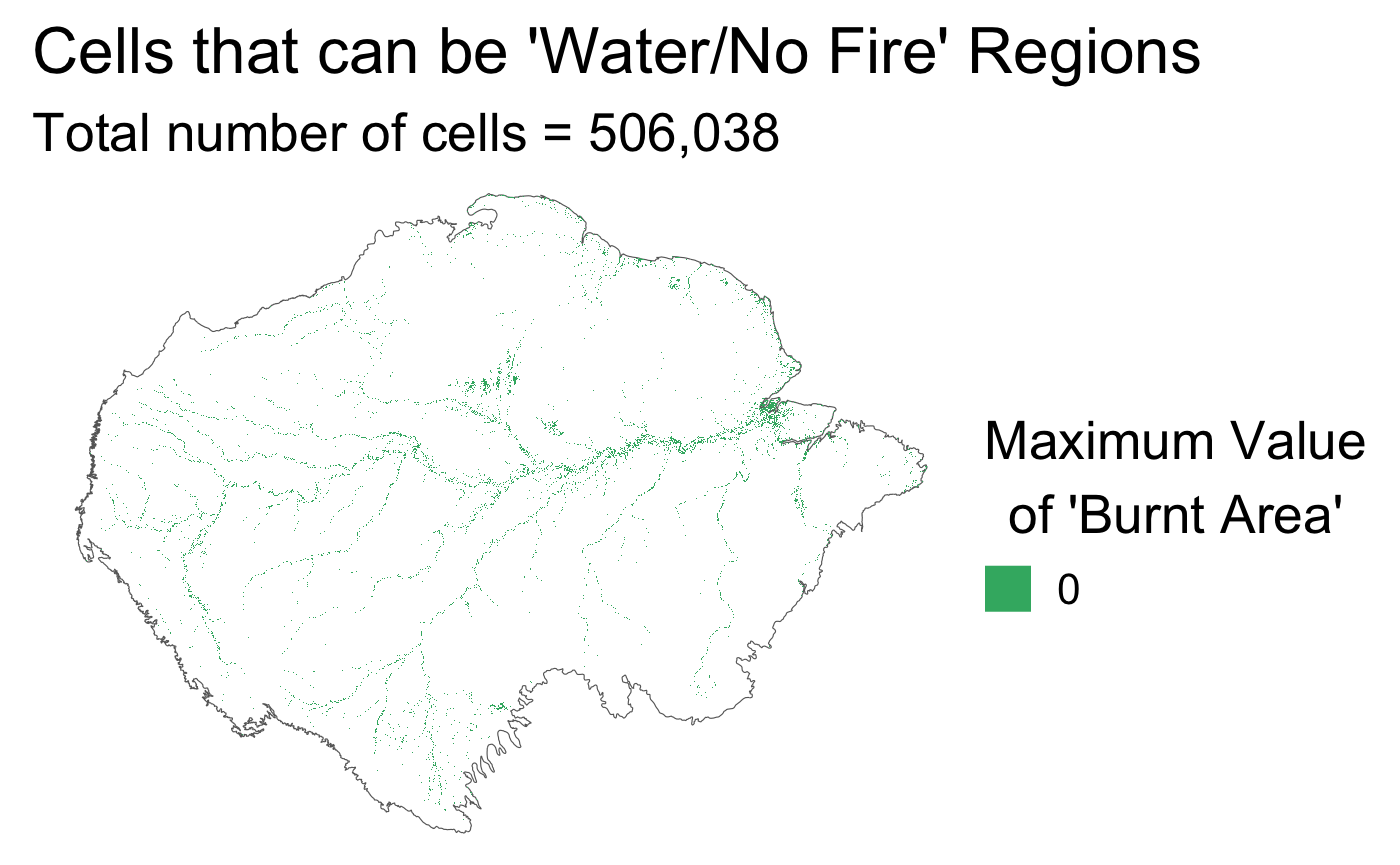 Cells that can be 'Water/No Fire' Regions
Total number of cells = 506,038
Maximum Value
of 'Burnt Area'
0